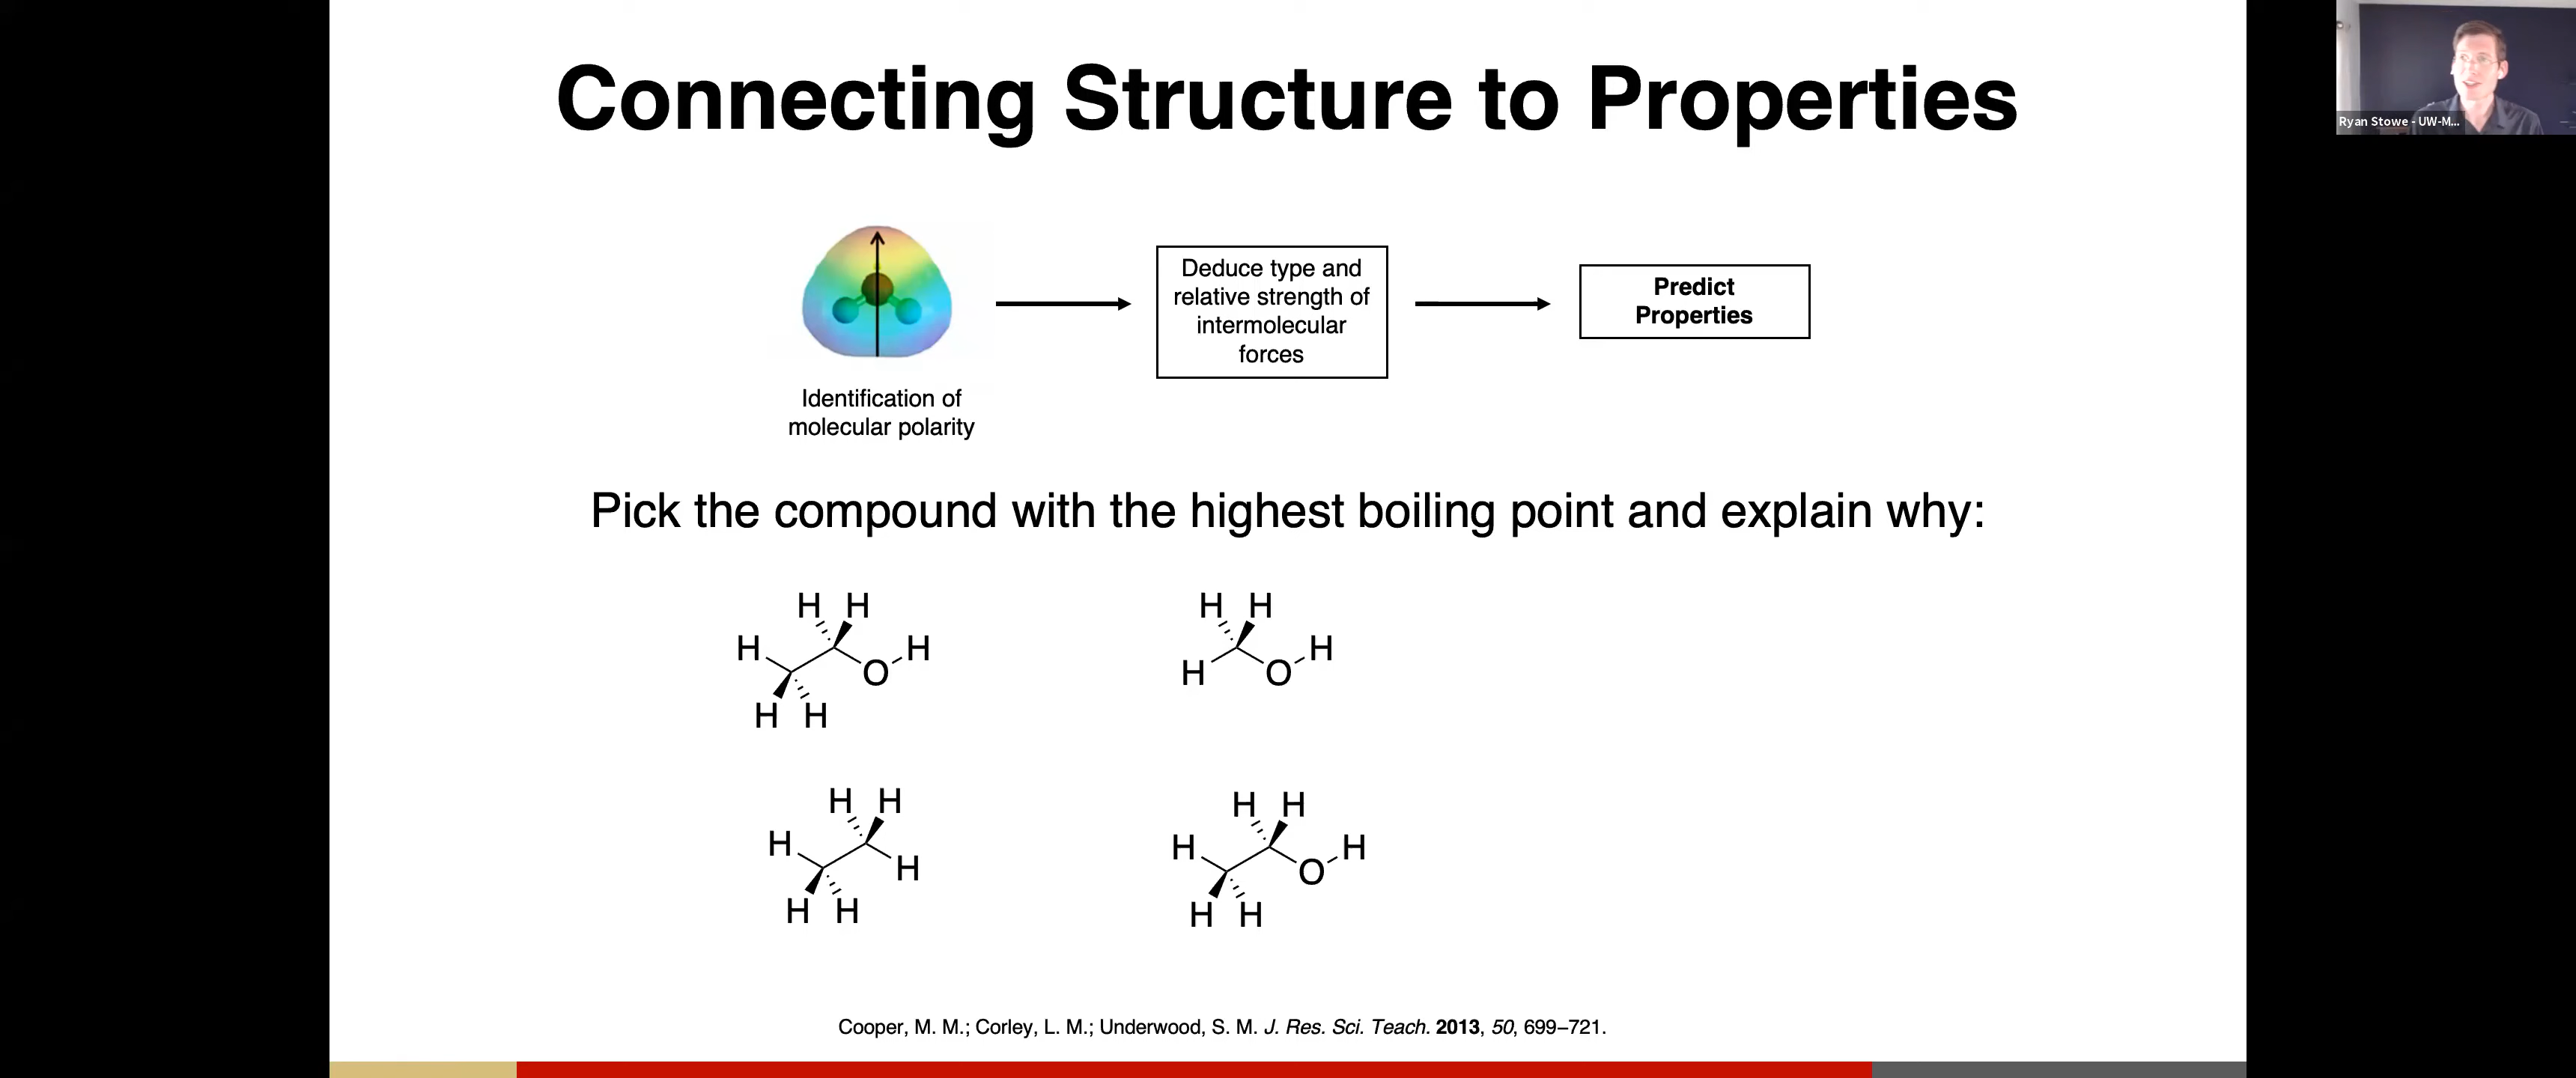 Connecting Structure to Properties
Ryan Stowe - UW-M...
Deduce type and
relative strength of
intermolecular
forces
Predict
Properties
Identification of
molecular polarity
Pick the compound with the highest boiling point and explain why:
H H
H
O H
H H
H H
H
O H
H H
H
H
H H
H H
H
O H
H H
Cooper, M. M.; Corley, L. M.; Underwood, S. M. J. Res. Sci. Teach. 2013, 50, 699–721.